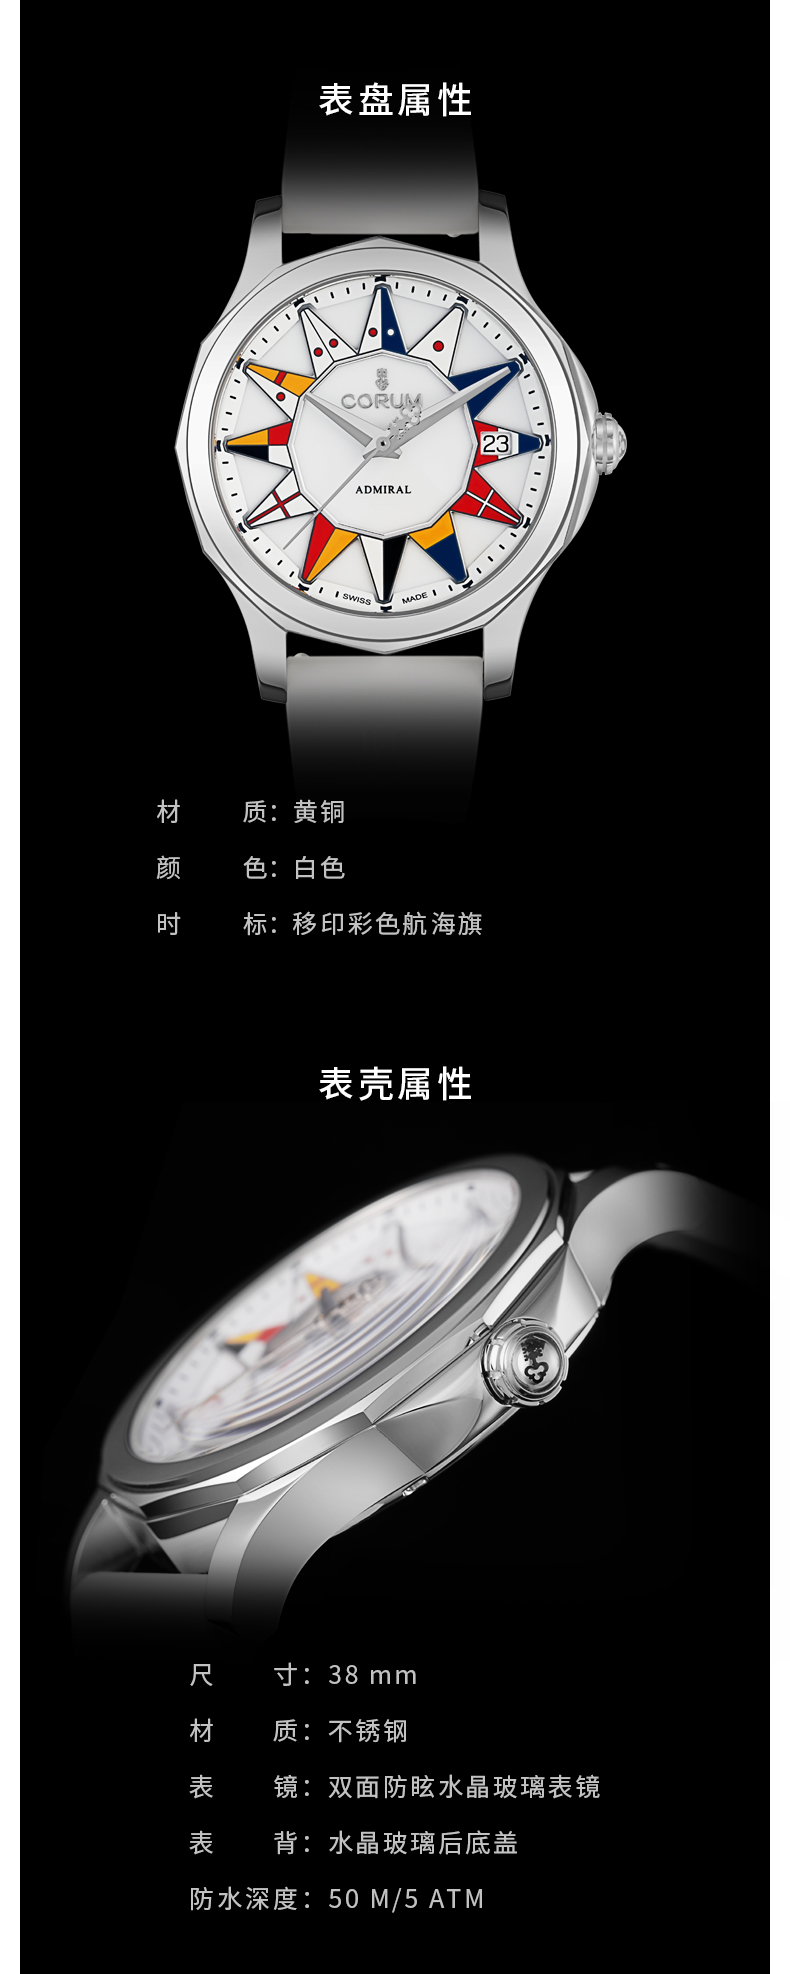 表盘属性
CORUM
23
ADMIRAL
SWISS MADE
材 质：黄铜
颜 色：白色
时 标：移印彩色航海旗
表壳属性
尺 寸：38 mm
材 质：不锈钢
表 镜：双面防眩水晶玻璃表镜
表 背：水晶玻璃后底盖
防水深度：50 M/5 ATM